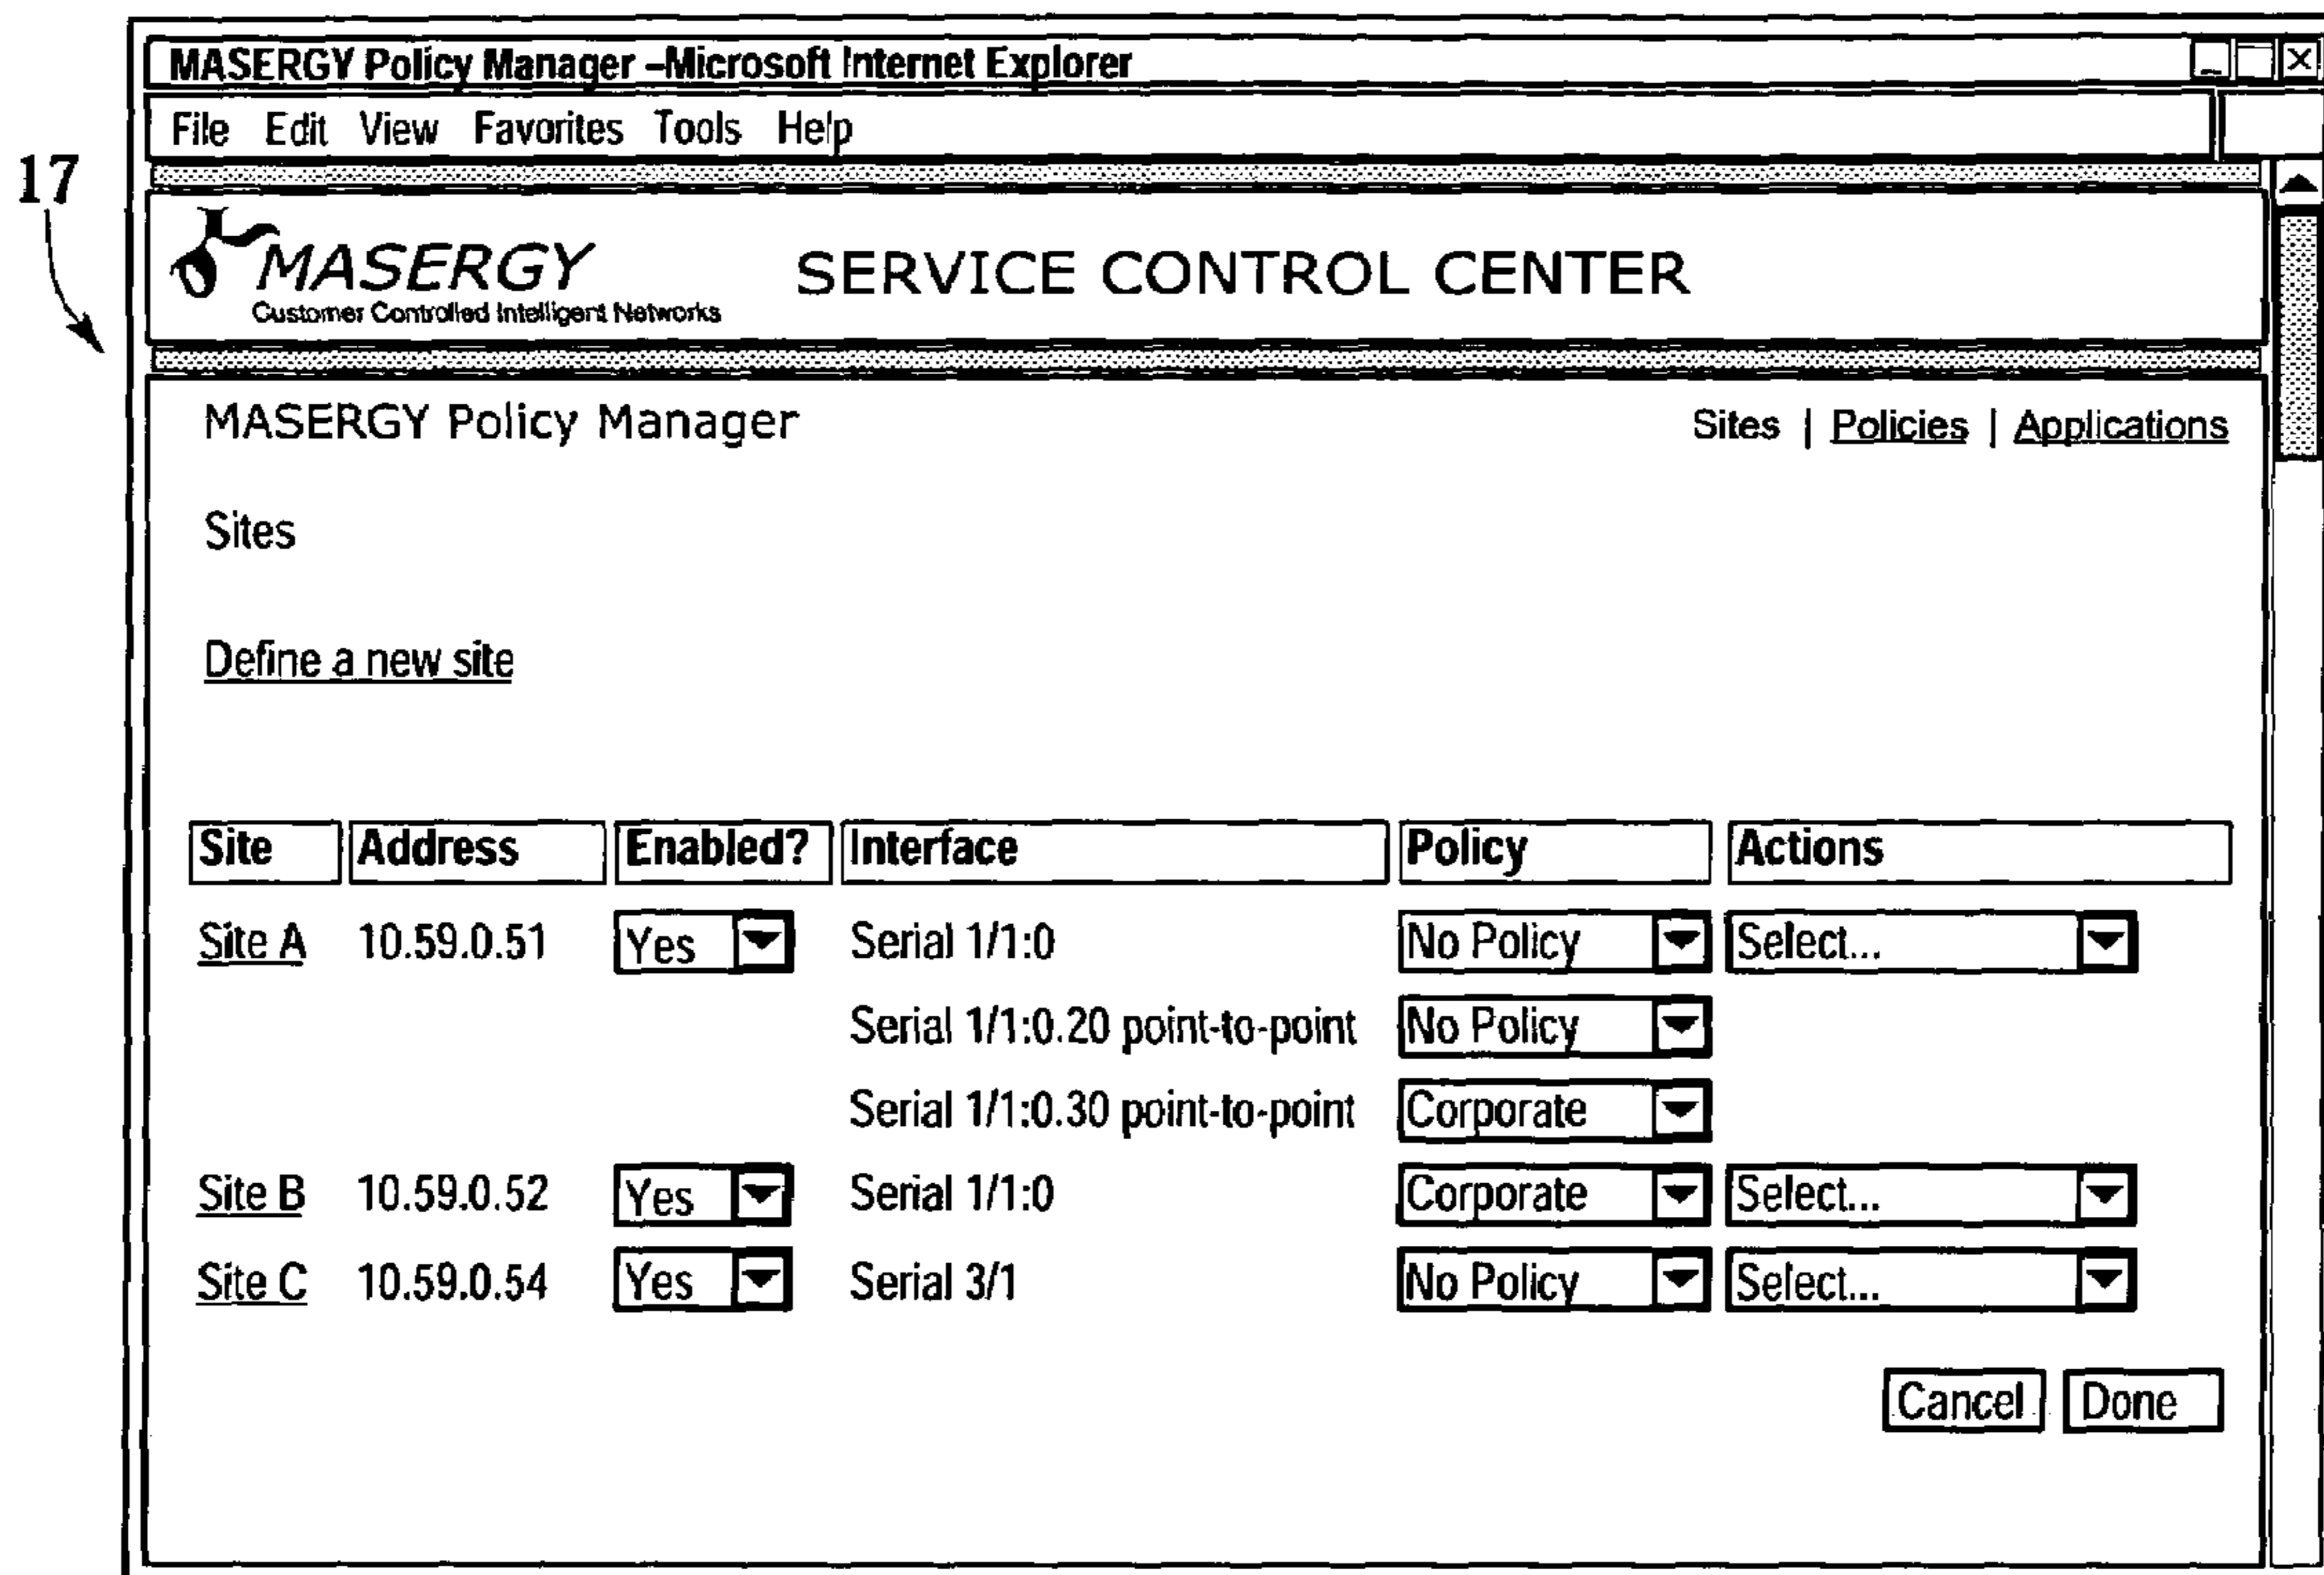 MASERGY Policy Manager –Microsoft Internet Explorer
File Edit View Favorites Tools Help
17
MASERGY SERVICE CONTROL CENTER
Customer Controlled Intelligent Networks
MASERGY Policy Manager Sites | Policies | Applications
Sites
Define a new site
Site Address Enabled? Interface Policy Actions
Site A 10.59.0.51 Yes Serial 1/1:0 No Policy Select...
Serial 1/1:0.20 point-to-point No Policy
Serial 1/1:0.30 point-to-point Corporate
Site B 10.59.0.52 Yes Serial 1/1:0 Corporate Select...
Site C 10.59.0.54 Yes Serial 3/1 No Policy Select...
Cancel Done